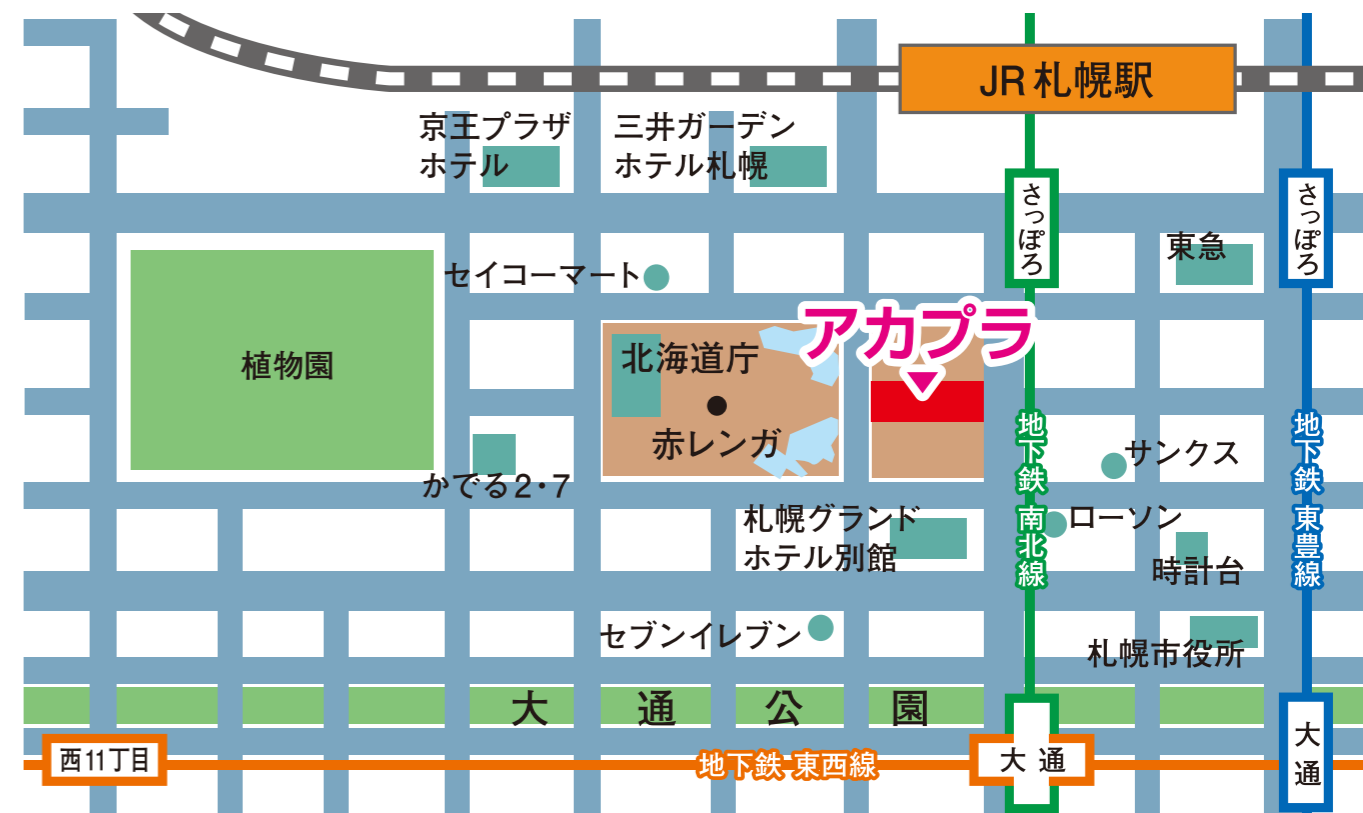 JR札幌駅
京王プラザ
ホテル
三井ガーデン
ホテル札幌
さっぽろ
さっぽろ
東急
セイコーマート
アカプラ
植物園
北海道庁
赤レンガ
地下鉄 南北線
地下鉄 東豊線
サンクス
かでる2・7
札幌グランド
ホテル別館
ローソン
時計台
セブンイレブン
札幌市役所
大通公園
西11丁目
地下鉄 東西線
大通
大通